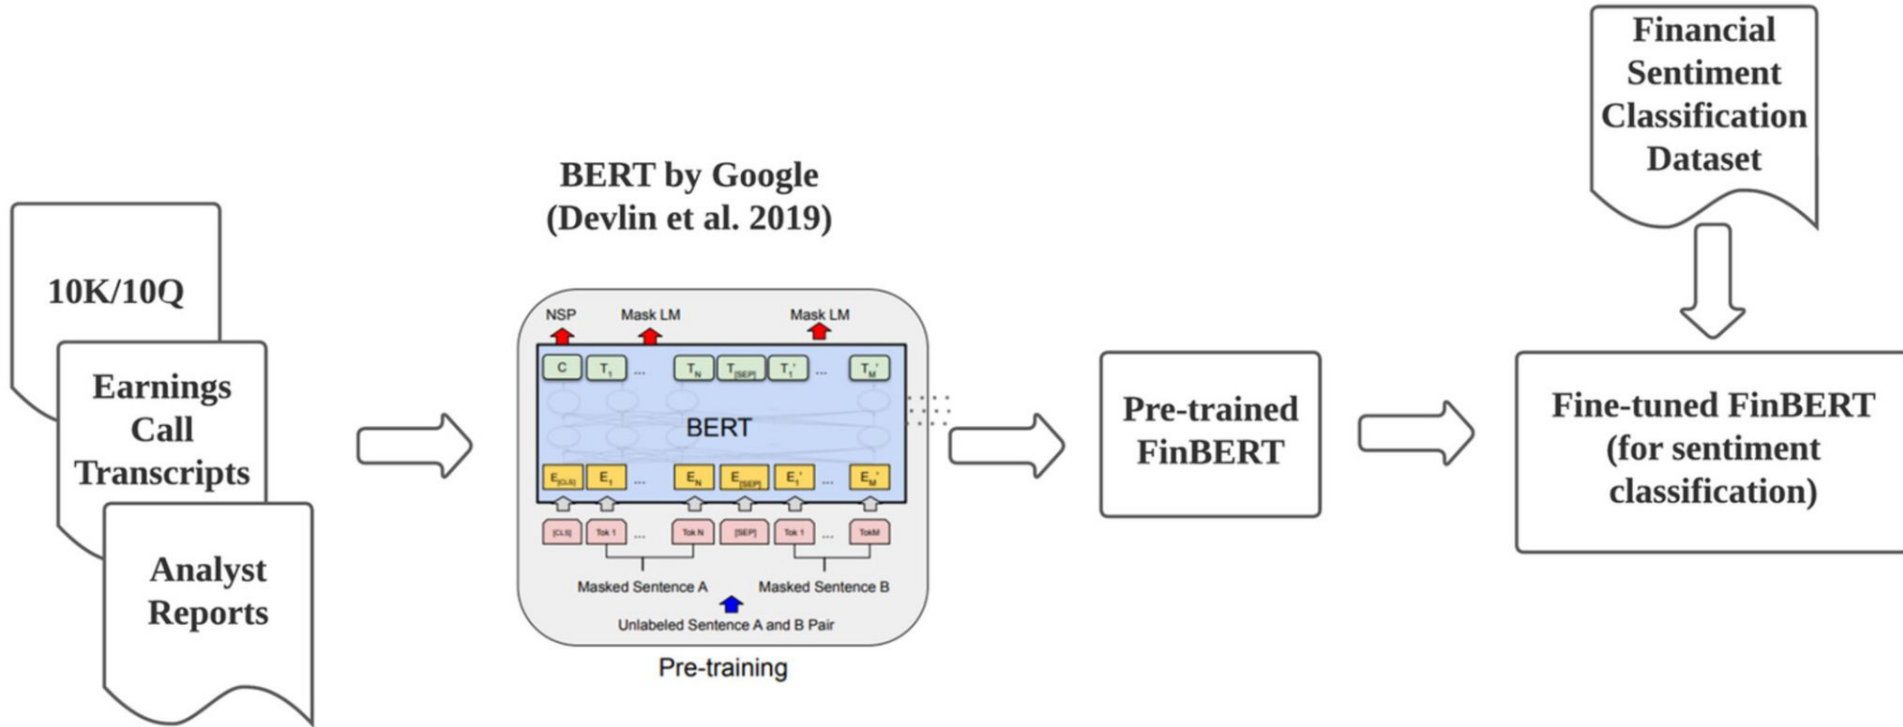 10K/10Q
Earnings
Call
Transcripts
Analyst
Reports
BERT by Google
(Devlin et al. 2019)
NSP Mask LM Mask LM
C T1 ... TN T[SEP] T1' ... TM'
BERT
E[CLS] E1 ... EN E[SEP] E1' ... EM'
[CLS] Tok 1 ... Tok N [SEP] Tok 1 ... TokM
Masked Sentence A Masked Sentence B
Unlabeled Sentence A and B Pair
Pre-training
Pre-trained
FinBERT
Financial
Sentiment
Classification
Dataset
Fine-tuned FinBERT
(for sentiment
classification)